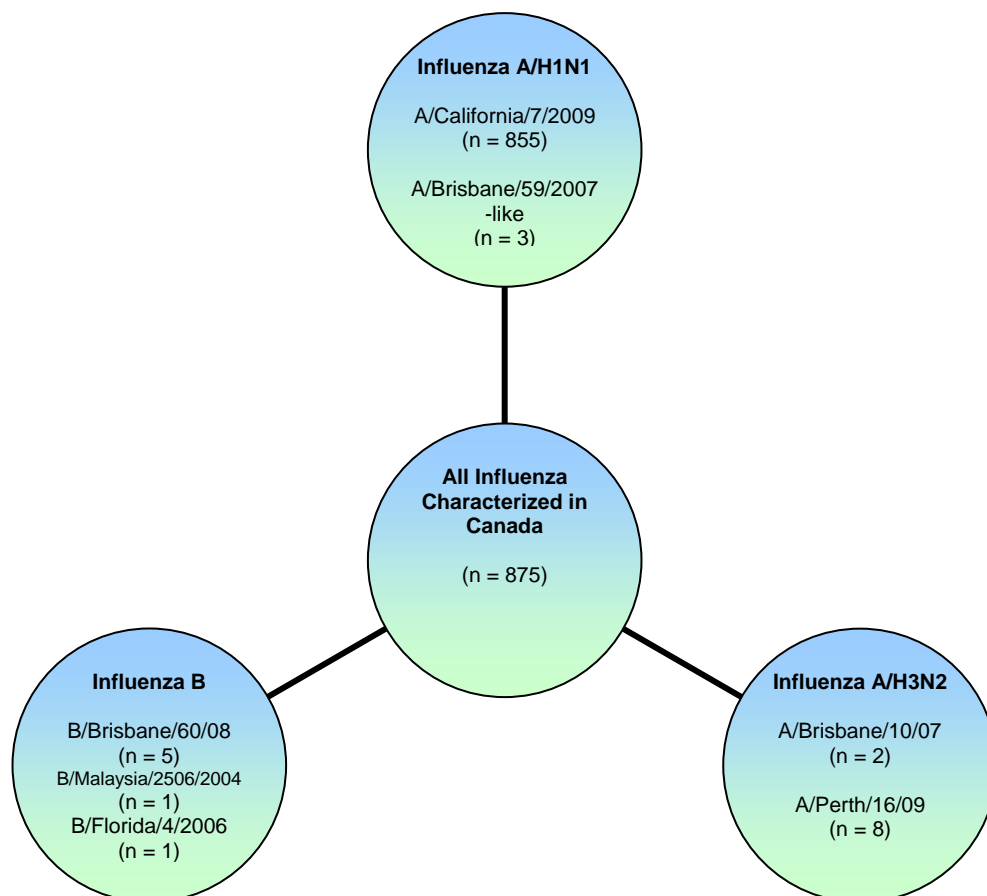 Influenza A/H1N1
A/California/7/2009
(n = 855)
A/Brisbane/59/2007
-like
(n = 3)
All Influenza
Characterized in
Canada
(n = 875)
Influenza B
B/Brisbane/60/08
(n = 5)
B/Malaysia/2506/2004
(n = 1)
B/Florida/4/2006
(n = 1)
Influenza A/H3N2
A/Brisbane/10/07
(n = 2)
A/Perth/16/09
(n = 8)